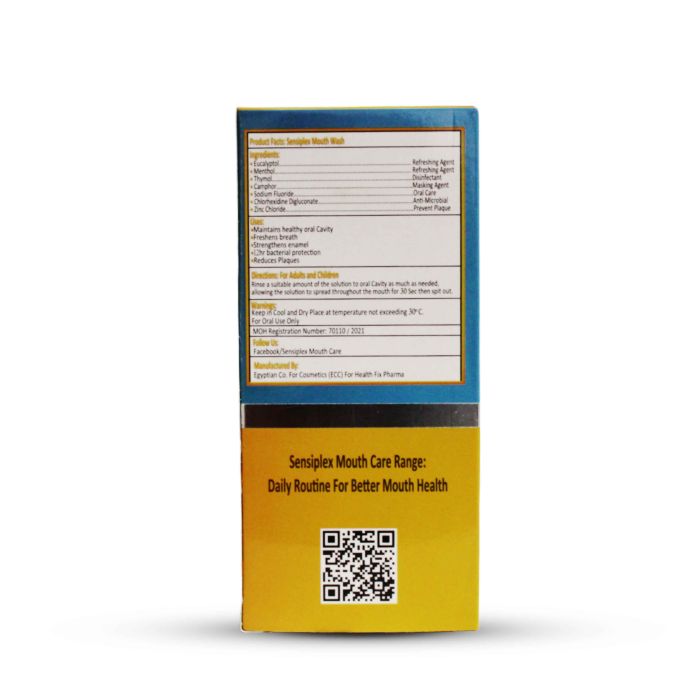 Product Facts: Sensiplex Mouth Wash
Ingredients:
•Eucalyptol Refreshing Agent
•Menthol Refreshing Agent
•Thymol Disinfectant
•Camphor Masking Agent
•Sodium Fluoride Oral Care
•Chlorhexidine Digluconate Anti-Microbial
•Zinc Chloride Prevent Plaque
Uses:
•Maintains healthy oral Cavity
•Freshens breath
•Strengthens enamel
•12hr bacterial protection
•Reduces Plaques
Directions: For Adults and Children
Rinse a suitable amount of the solution to oral Cavity as much as needed,
allowing the solution to spread throughout the mouth for 30 Sec then spit out.
Warnings:
Keep in Cool and Dry Place at temperature not exceeding 30º C.
For Oral Use Only
MOH Registration Number: 70110 / 2021
Follow Us:
Facebook/Sensiplex Mouth Care
Manufactured By:
Egyptian Co. For Cosmetics (ECC) For Health Fix Pharma
Sensiplex Mouth Care Range:
Daily Routine For Better Mouth Health